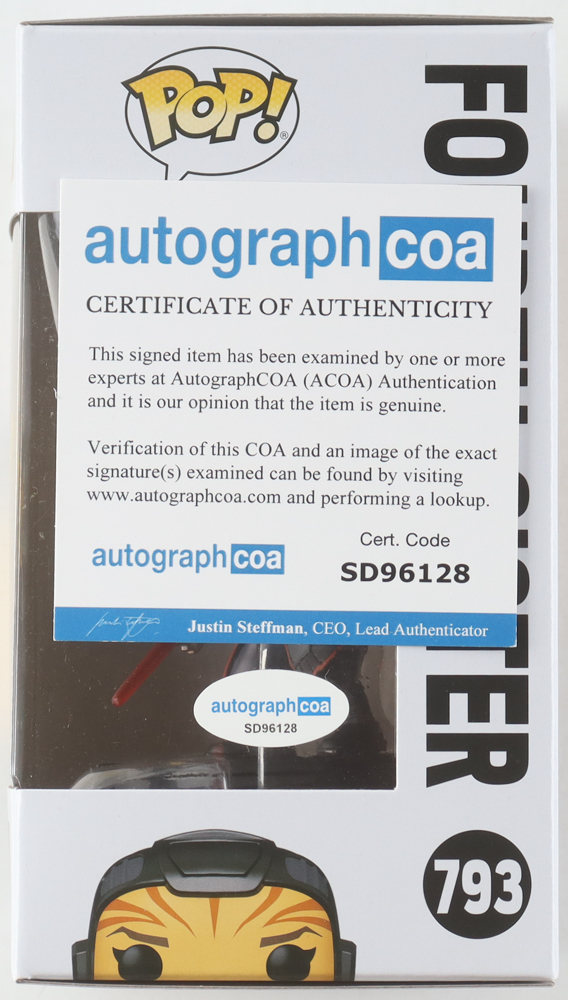 POP!®
autographcoa
CERTIFICATE OF AUTHENTICITY
This signed item has been examined by one or more
experts at AutographCOA (ACOA) Authentication
and it is our opinion that the item is genuine.
Verification of this COA and an image of the exact
signature(s) examined can be found by visiting
www.autographcoa.com and performing a lookup.
autographcoa
Cert. Code
SD96128
Justin Steffman, CEO, Lead Authenticator
autographcoa
SD96128
793